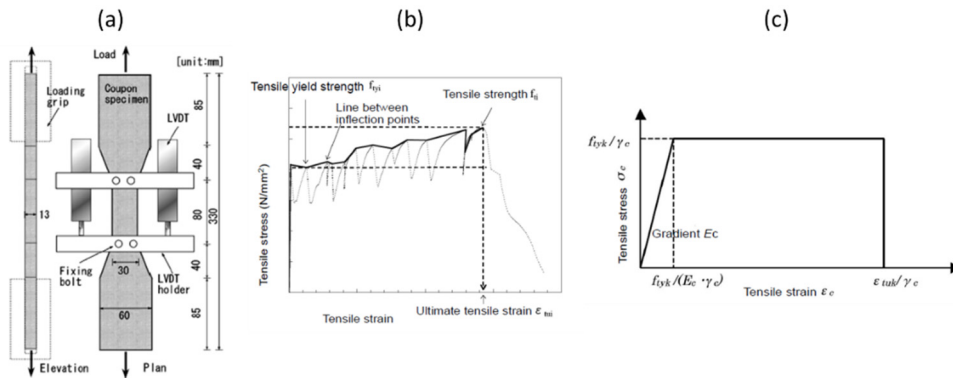 (a)
(b)
(c)
Load
[unit:mm]
Loading
grip
Coupon
specimen
LVDT
85
40
80
330
40
85
13
30
60
Fixing
bolt
LVDT
holder
Elevation
Plan
Tensile yield strength f_tyi
Line between
inflection points
Tensile strength f_ti
Tensile stress (N/mm²)
Tensile strain
Ultimate tensile strain ε_tui
Tensile stress σ_c
f_tyk/γ_c
Gradient Ec
f_tyk/(E_c·γ_c)
ε_tuk/γ_c
Tensile strain ε_c